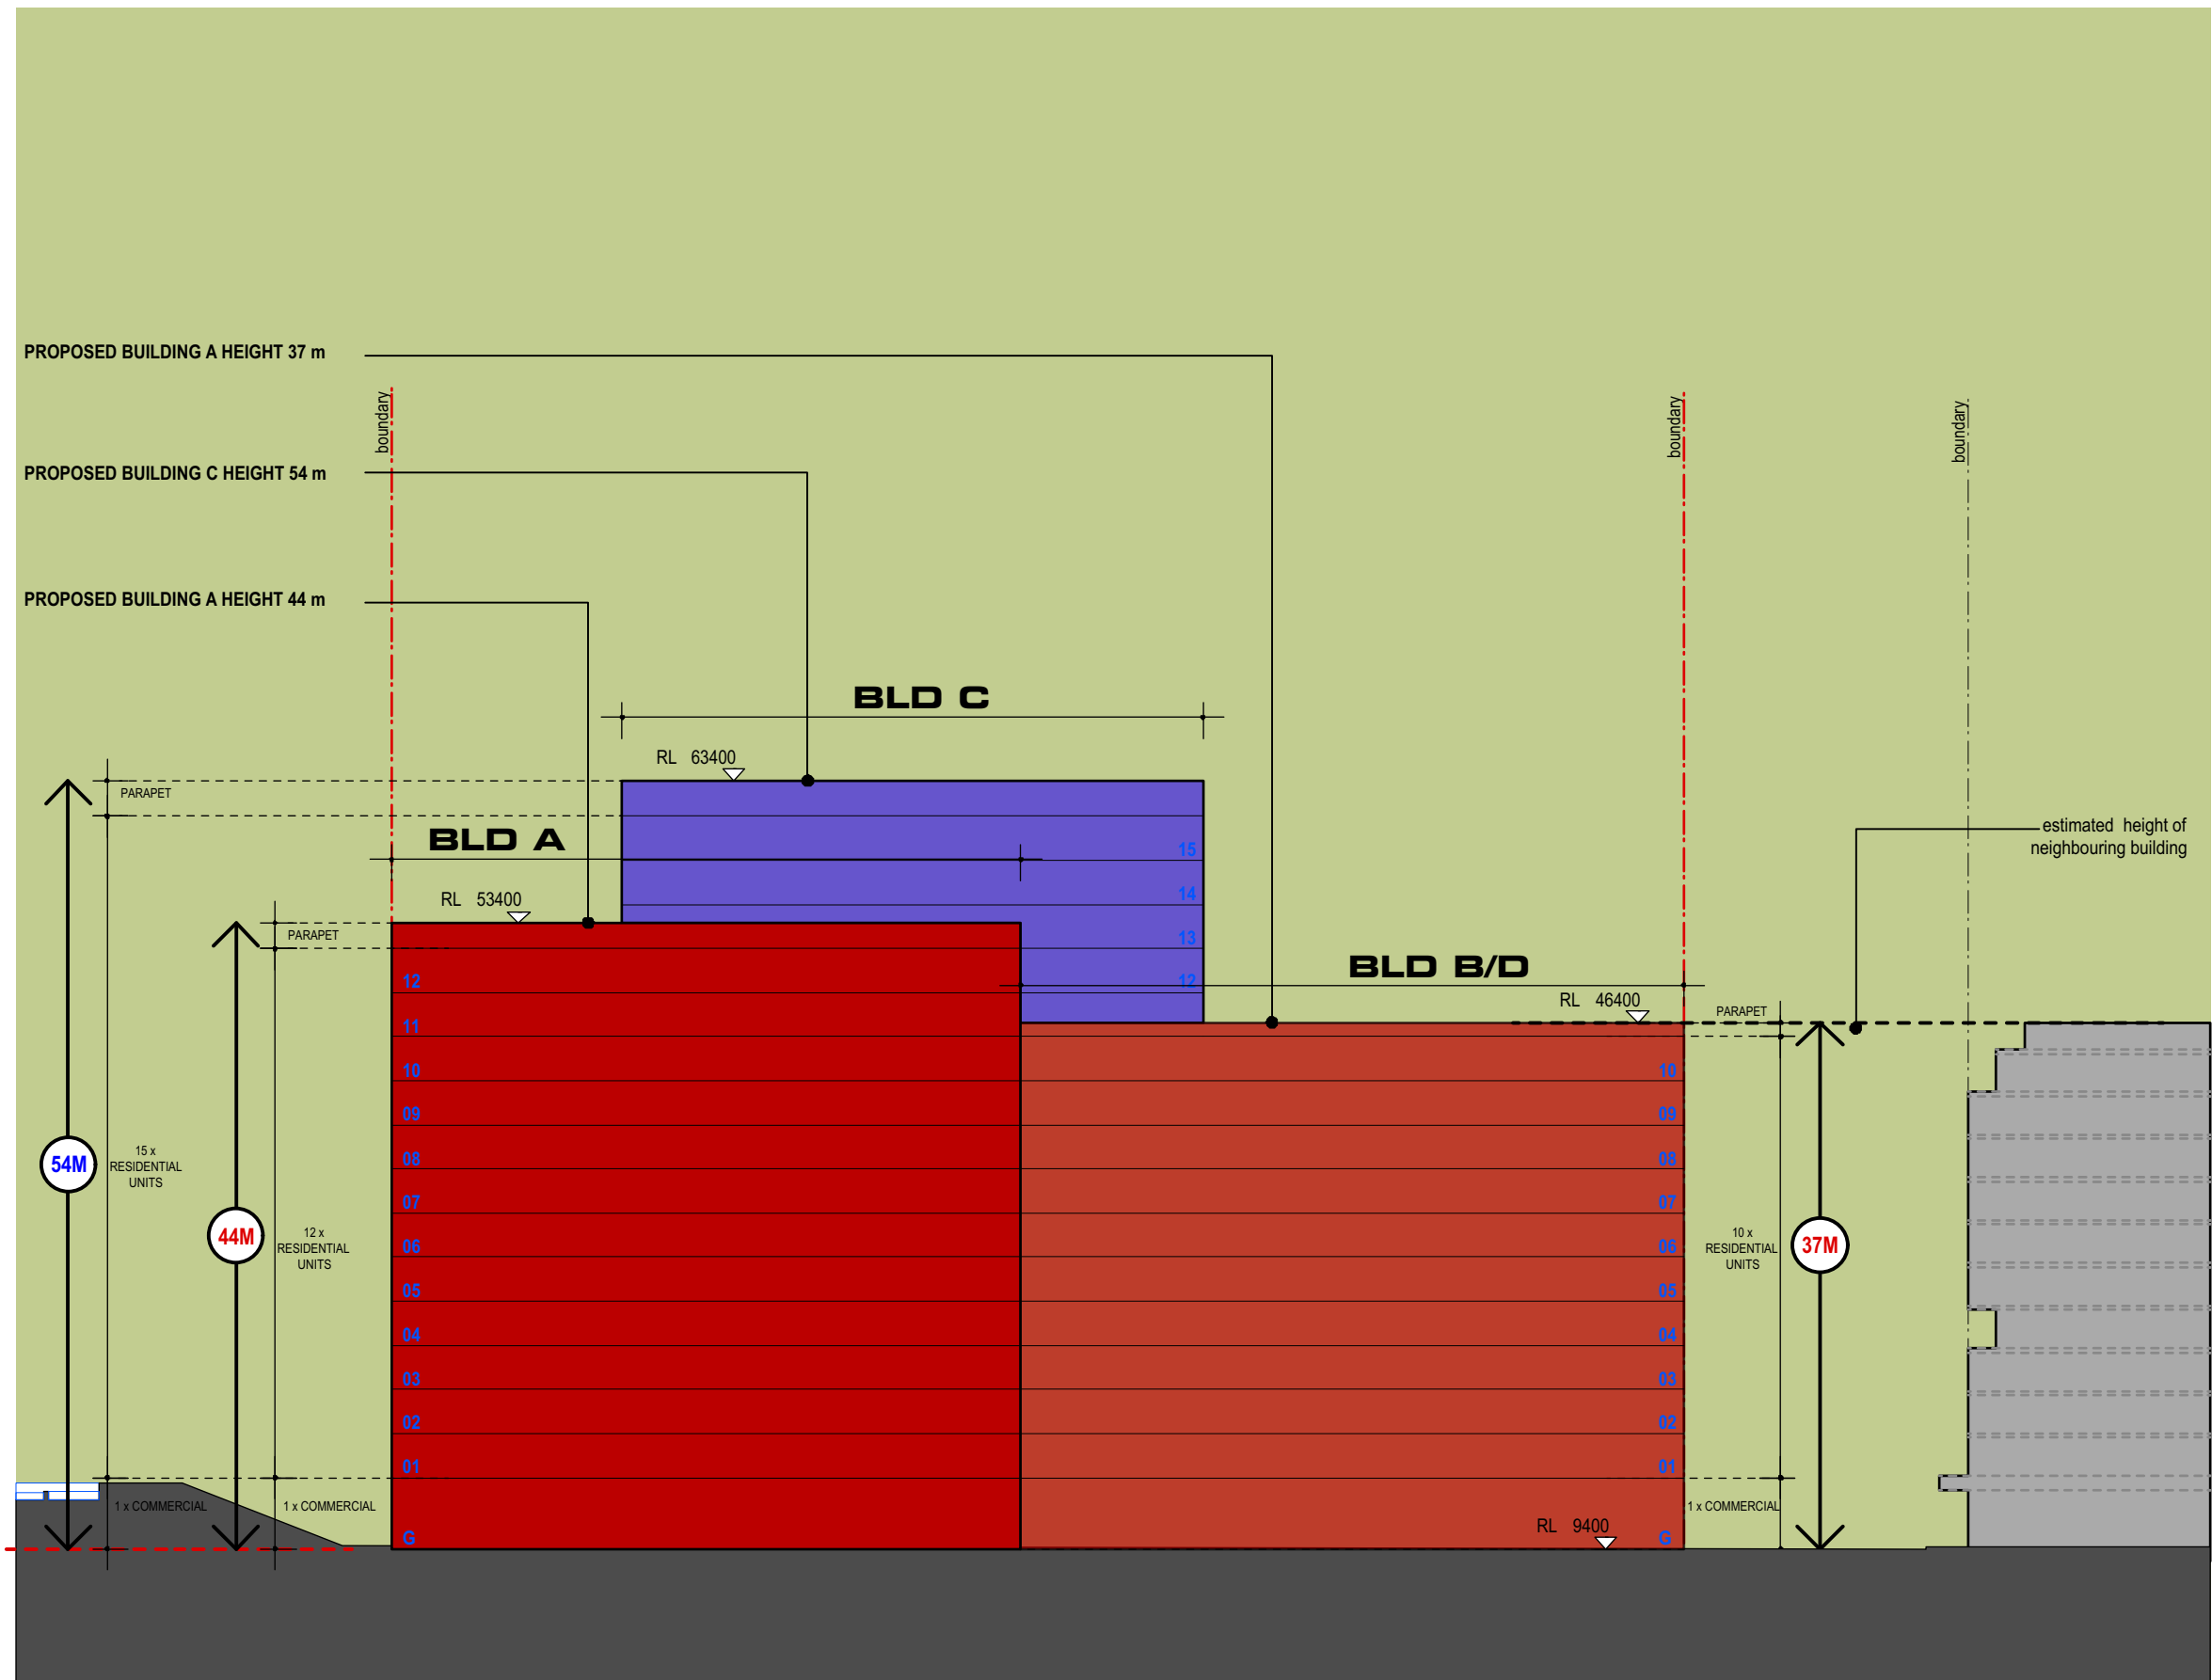 PROPOSED BUILDING A HEIGHT 37 m
boundary
boundary
boundary
PROPOSED BUILDING C HEIGHT 54 m
PROPOSED BUILDING A HEIGHT 44 m
BLD C
RL 63400
PARAPET
BLD A
15
estimated height of
neighbouring building
14
RL 53400
PARAPET
13
BLD B/D
12
12
RL 46400
PARAPET
11
10
10
09
09
54M
15 x
RESIDENTIAL
UNITS
08
08
07
07
44M
12 x
RESIDENTIAL
UNITS
06
06
10 x
RESIDENTIAL
UNITS
37M
05
05
04
04
03
03
02
02
01
01
1 x COMMERCIAL
1 x COMMERCIAL
1 x COMMERCIAL
RL 9400
G
G